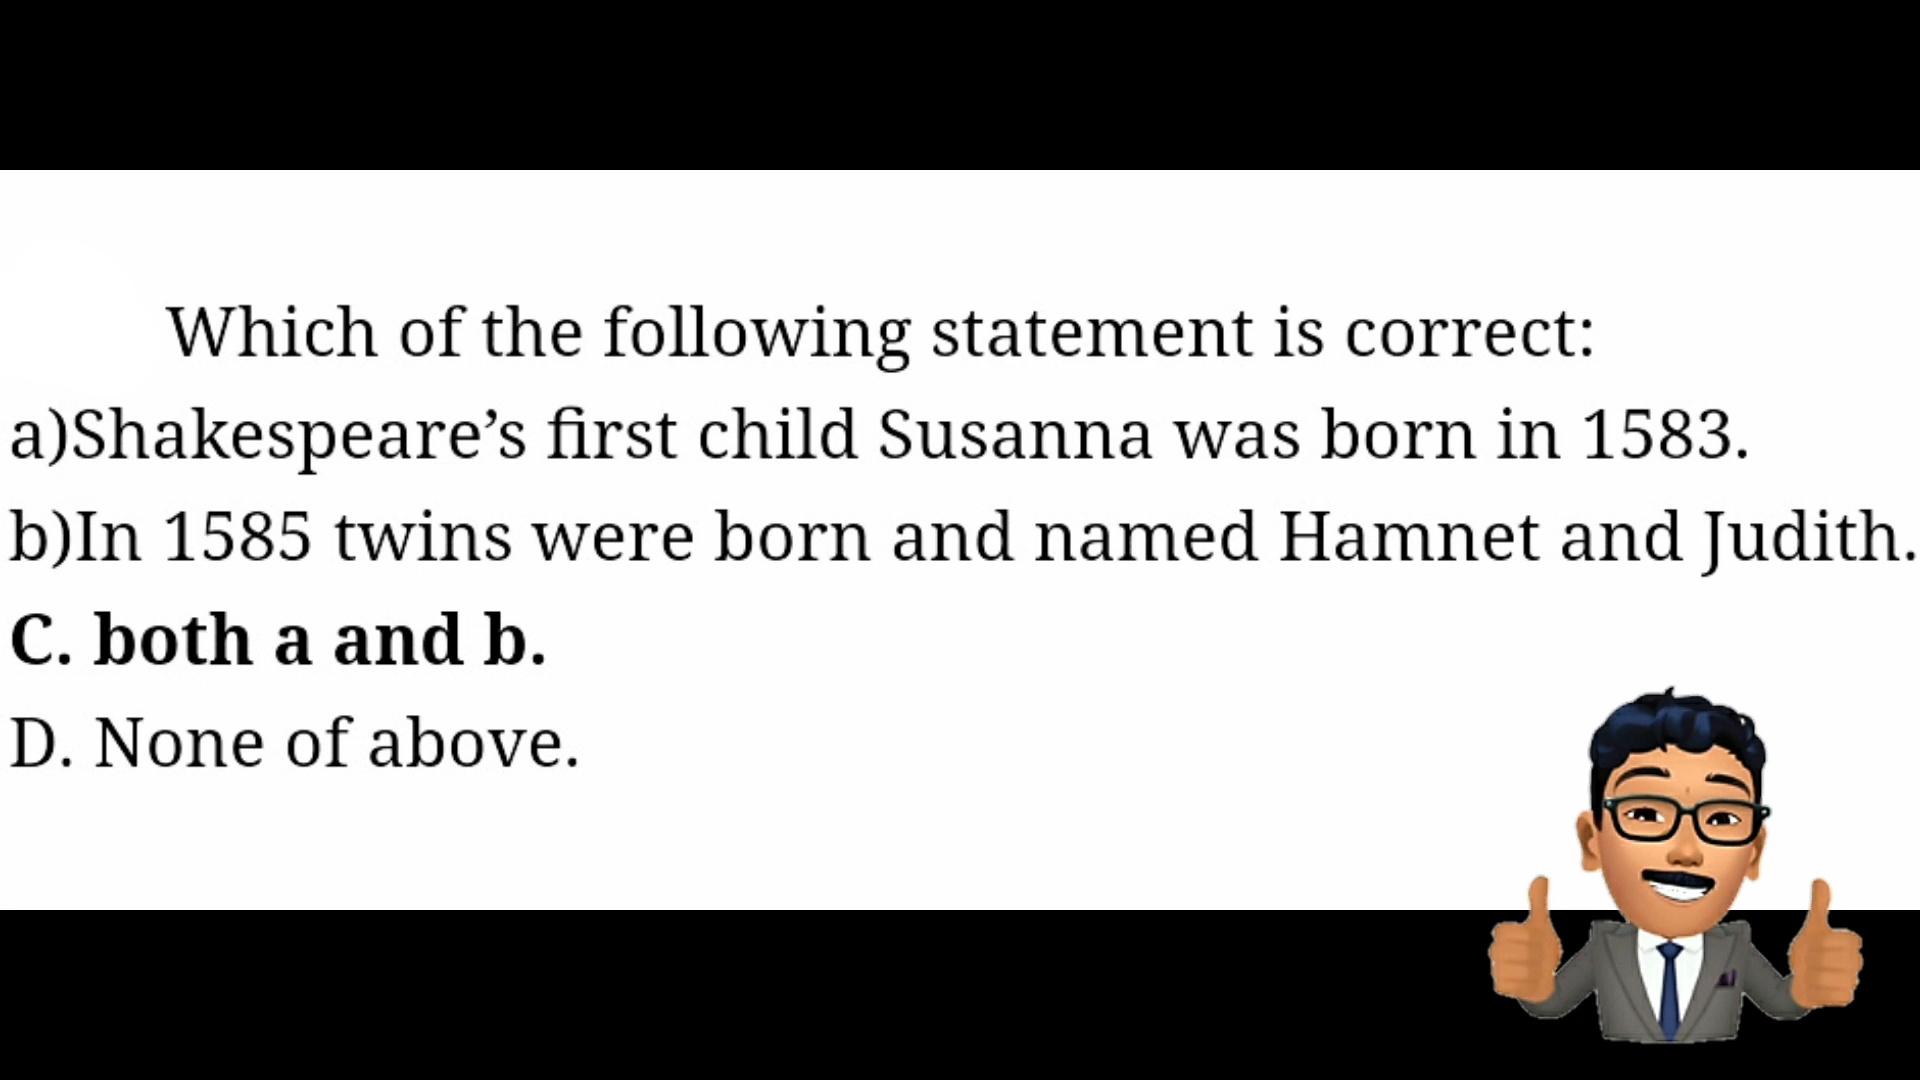 Which of the following statement is correct:
a)Shakespeare’s first child Susanna was born in 1583.
b)In 1585 twins were born and named Hamnet and Judith.
C. both a and b.
D. None of above.